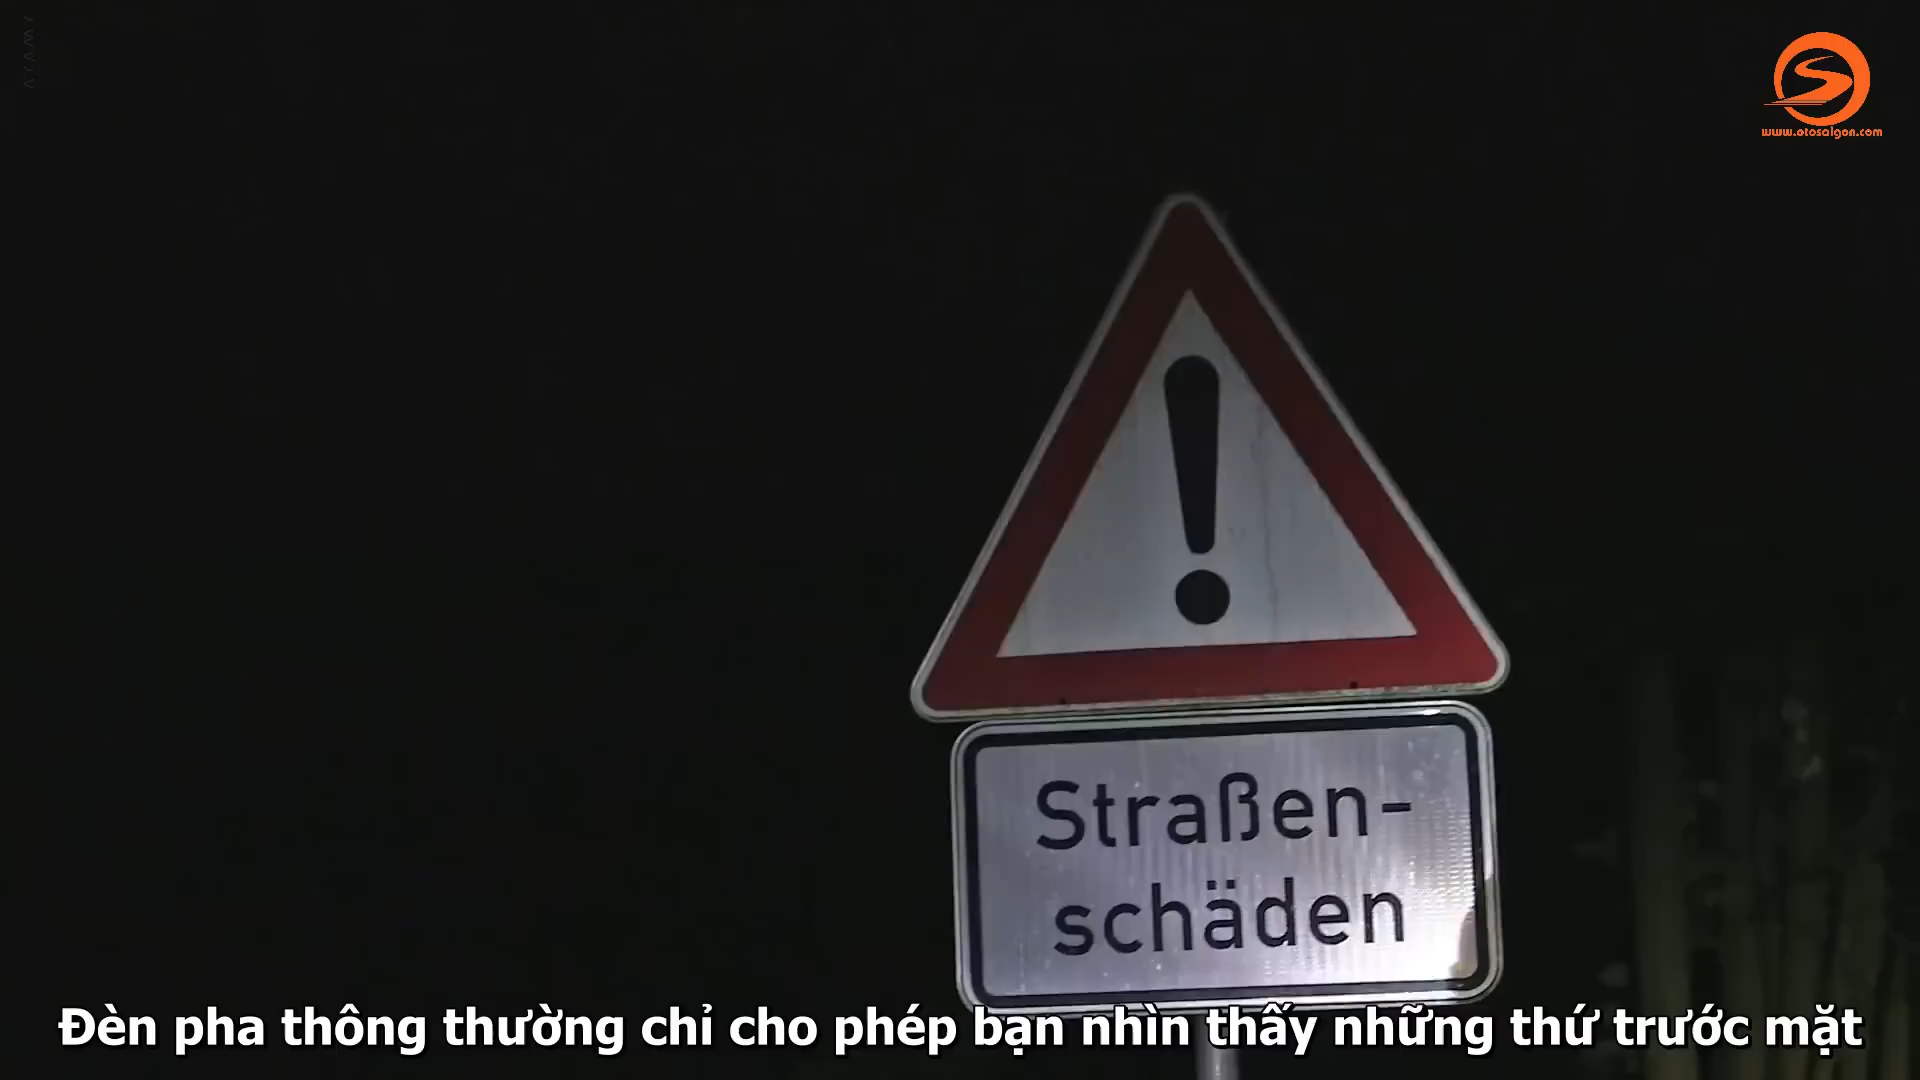 www.otosaigon.com
!
Straßen-
schäden
Đèn pha thông thường chỉ cho phép bạn nhìn thấy những thứ trước mặt